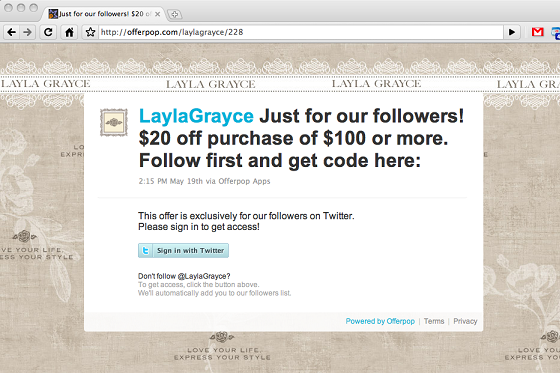 Just for our followers! $20 of
http://offerpop.com/laylagrayce/228
LAYLA GRAYCE LAYLA GRAYCE LAYLA GRAYCE LAYLA GRAYCE
LaylaGrayce Just for our followers!
$20 off purchase of $100 or more.
Follow first and get code here:
2:15 PM May 19th via Offerpop Apps
This offer is exclusively for our followers on Twitter.
Please sign in to get access!
Sign in with Twitter
Don't follow @LaylaGrayce?
To get access, click the button above.
We'll automatically add you to our followers list.
Powered by Offerpop | Terms | Privacy
LOVE YOUR LIFE
EXPRESS YOUR
LOVE YOUR LIFE
EXPRESS YOUR STYLE
VE YOUR LIFE.
ESS YOUR STYLE
LOVE YOUR LIFE.
EXPRESS YOUR STYLE
LOVE Y
EXPRESS